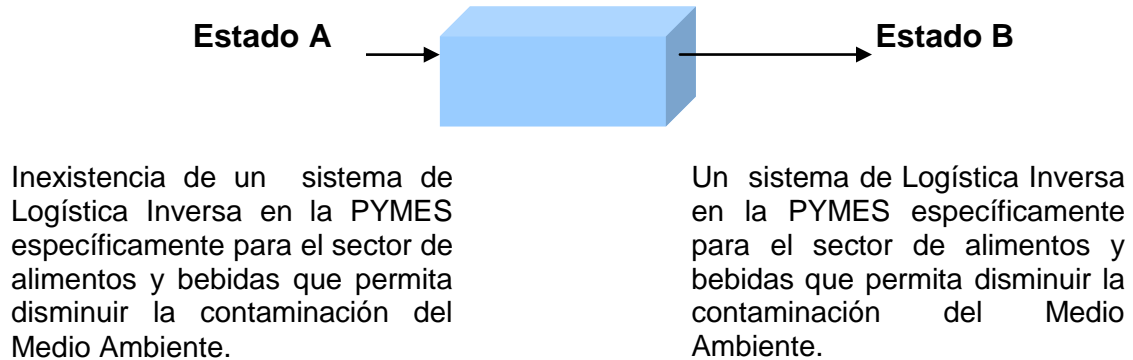 Estado A
Estado B
Inexistencia de un sistema de
Logística Inversa en la PYMES
específicamente para el sector de
alimentos y bebidas que permita
disminuir la contaminación del
Medio Ambiente.
Un sistema de Logística Inversa
en la PYMES específicamente
para el sector de alimentos y
bebidas que permita disminuir la
contaminación del Medio
Ambiente.